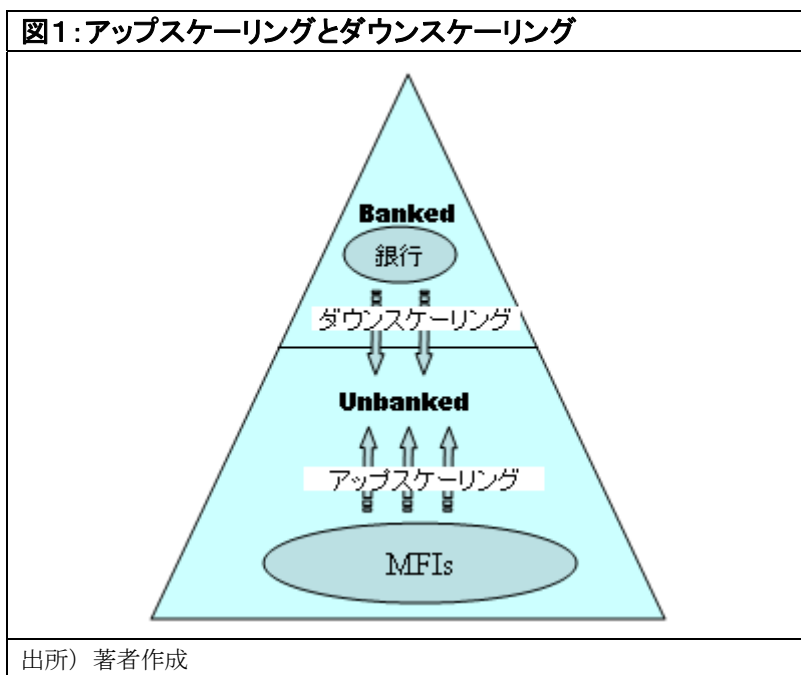 図1：アップスケーリングとダウンスケーリング
Banked
銀行
ダウンスケーリング
Unbanked
アップスケーリング
MFIs
出所）著者作成